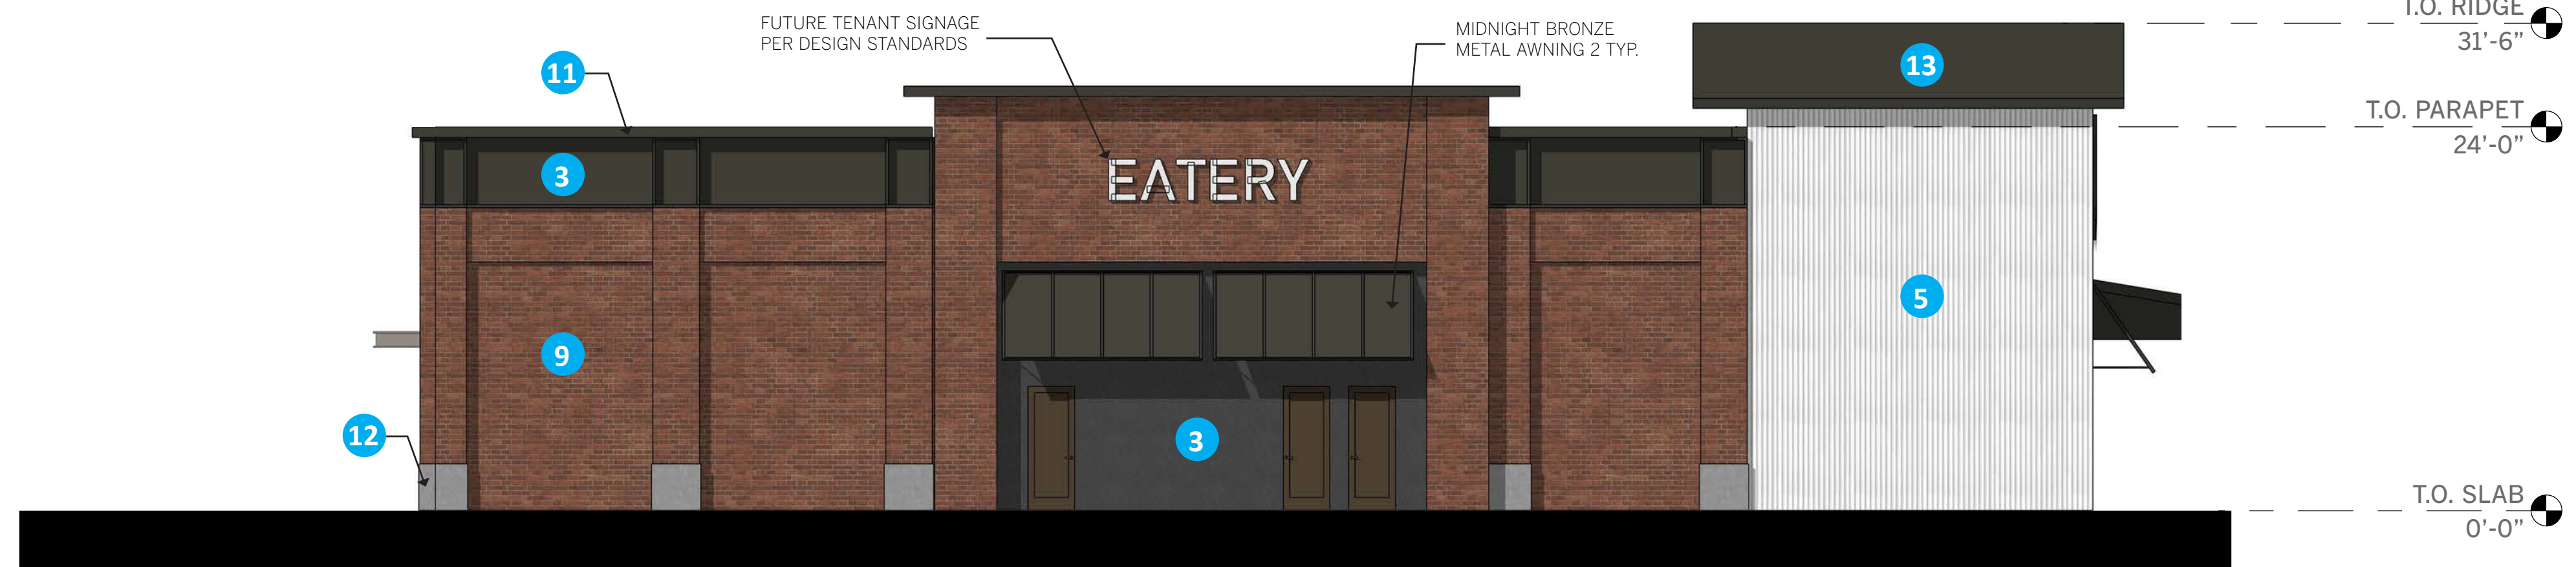 FUTURE TENANT SIGNAGE
PER DESIGN STANDARDS
MIDNIGHT BRONZE
METAL AWNING 2 TYP.
T.O. RIDGE
31'-6”
11
13
T.O. PARAPET
24'-0”
3
EATERY
5
9
12
3
T.O. SLAB
0'-0”